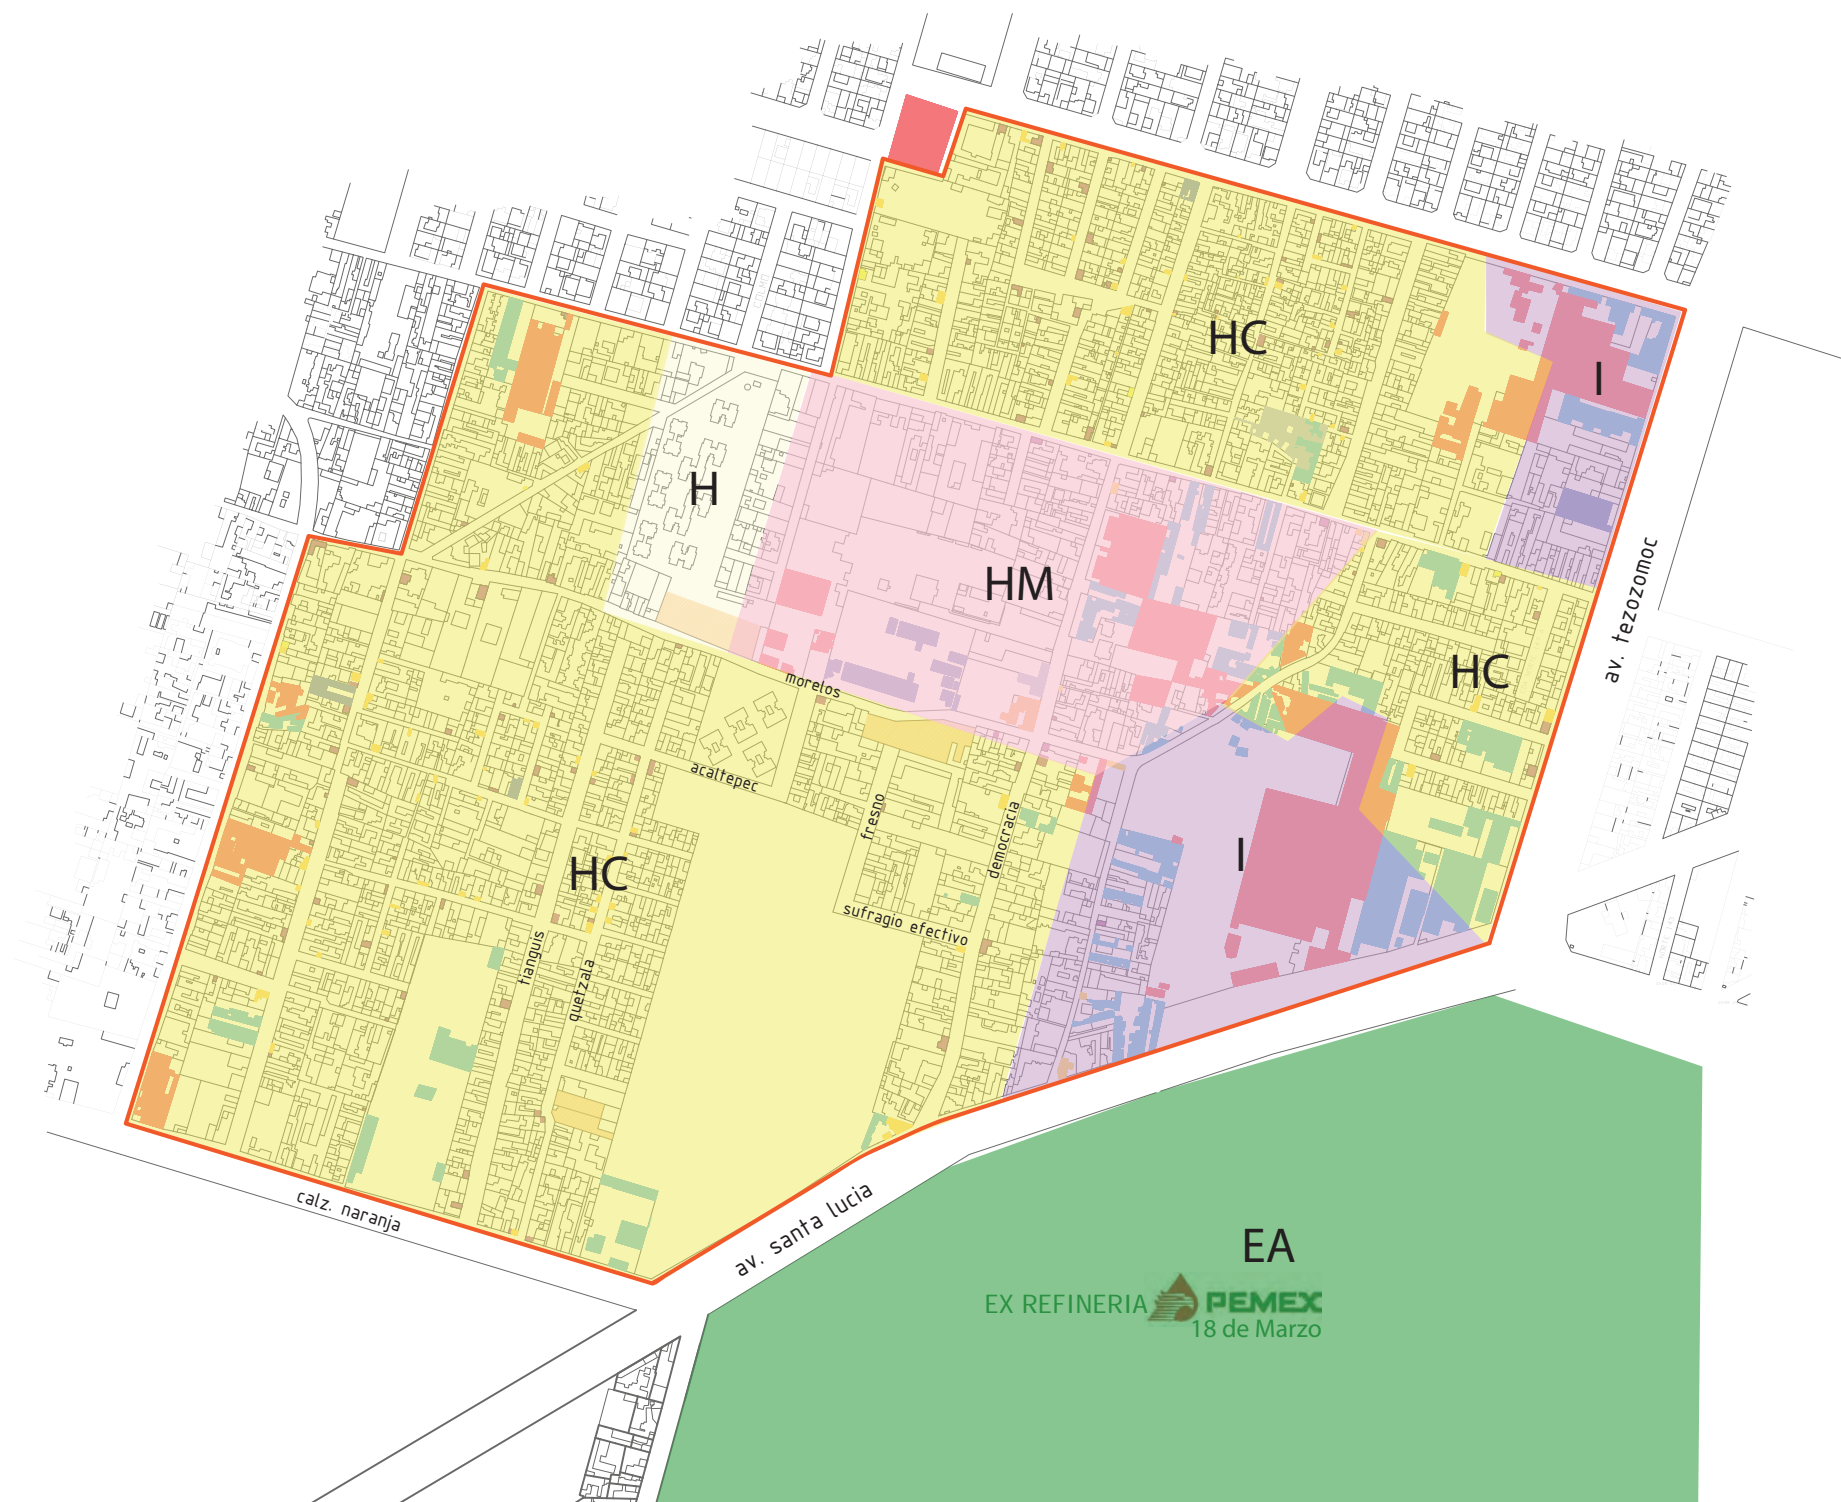 HC
I
H
HM
av. tezozomoc
HC
morelos
acaltepec
fresno
democracia
I
HC
sufragio efectivo
tianguis
quetzala
calz. naranja
av. santa lucia
EA
EX REFINERIA PEMEX
18 de Marzo